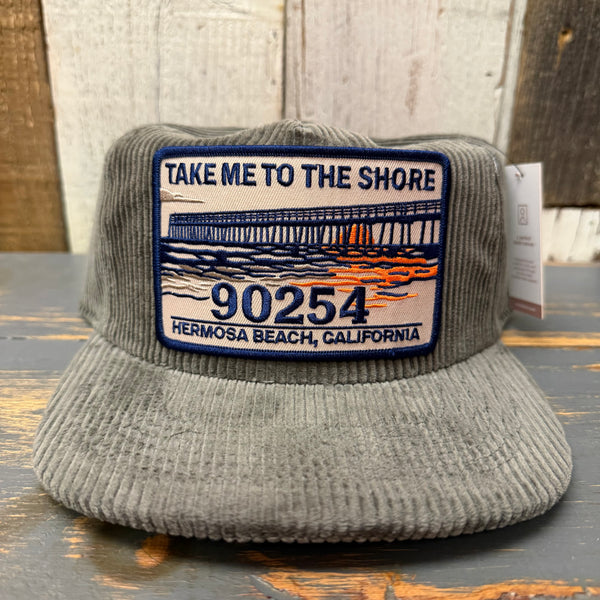 TAKE ME TO THE SHORE
90254
HERMOSA BEACH, CALIFORNIA